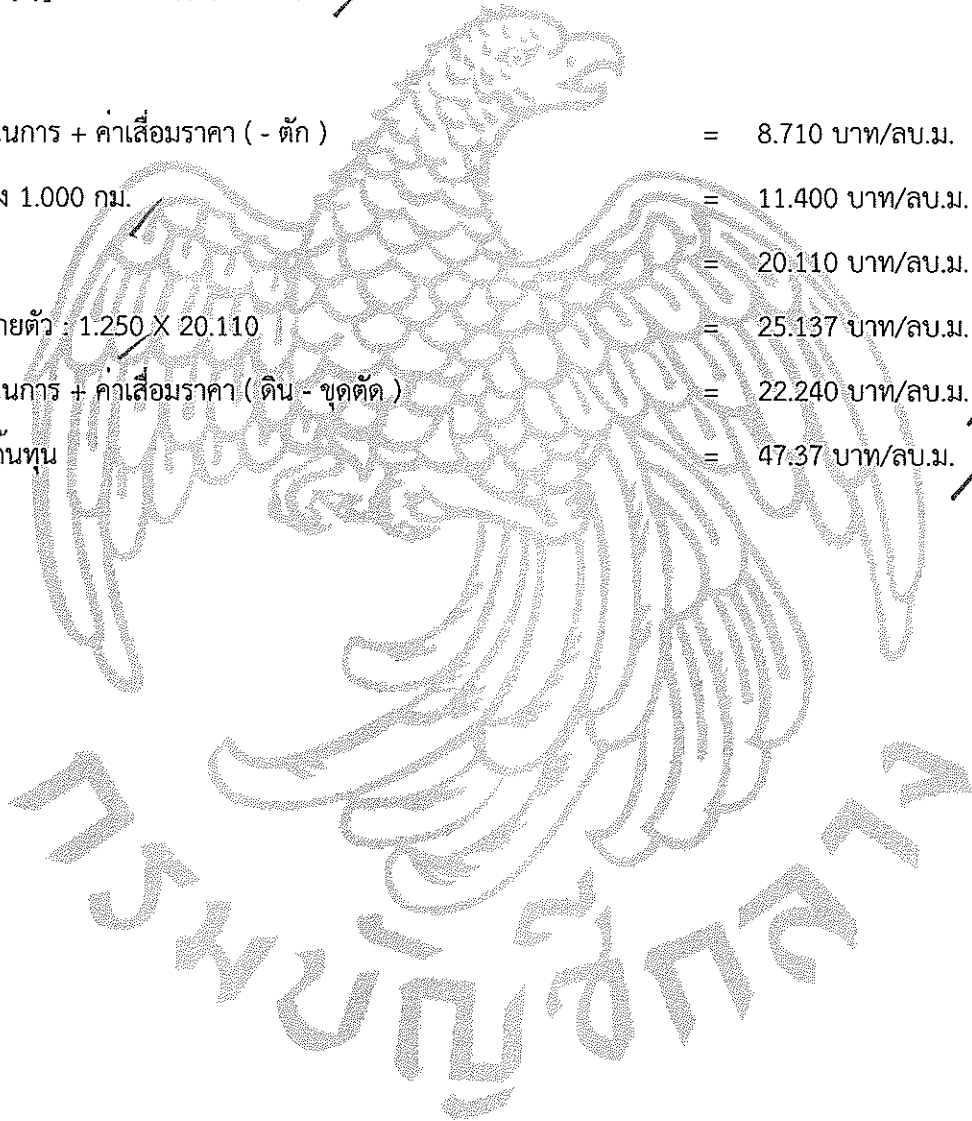 นการ + ค่าเสื่อมราคา ( - ตัก ) = 8.710 บาท/ลบ.ม.
ง 1.000 กม. = 11.400 บาท/ลบ.ม.
= 20.110 บาท/ลบ.ม.
ายตัว : 1.250 X 20.110 = 25.137 บาท/ลบ.ม.
นการ + ค่าเสื่อมราคา ( ดิน - ขุดตัด ) = 22.240 บาท/ลบ.ม.
้นทุน = 47.37 บาท/ลบ.ม.
กรมบัญชีกลาง